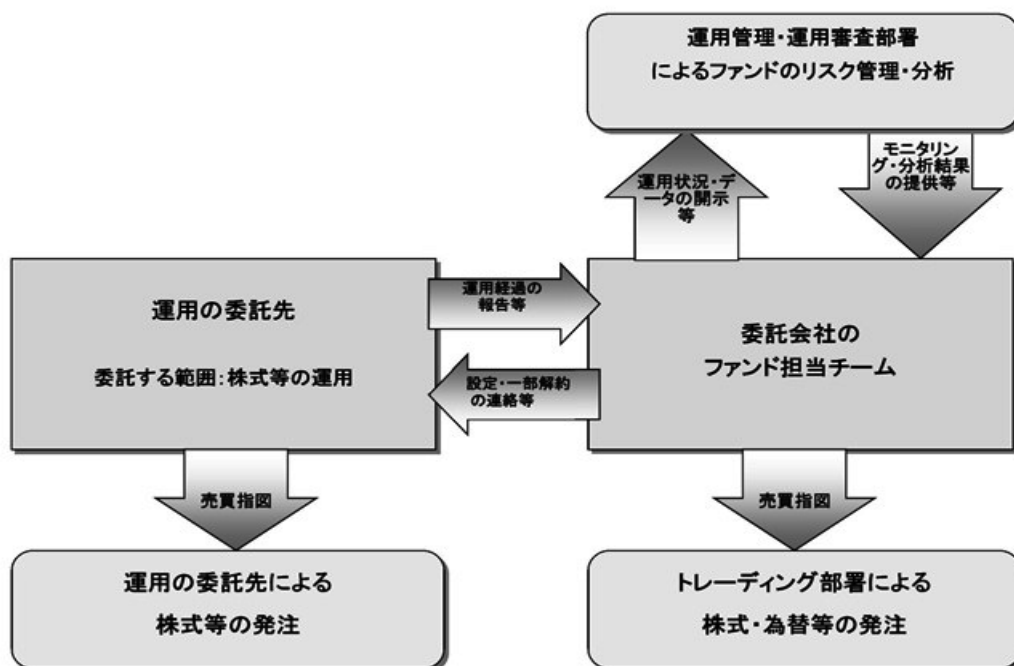 運用管理・運用審査部署
によるファンドのリスク管理・分析
運用状況・デ
ータの開示
等
モニタリン
グ・分析結果
の提供等
運用の委託先
委託する範囲：株式等の運用
運用経過の
報告等
設定・一部解約
の連絡等
委託会社の
ファンド担当チーム
売買指図
売買指図
運用の委託先による
株式等の発注
トレーディング部署による
株式・為替等の発注